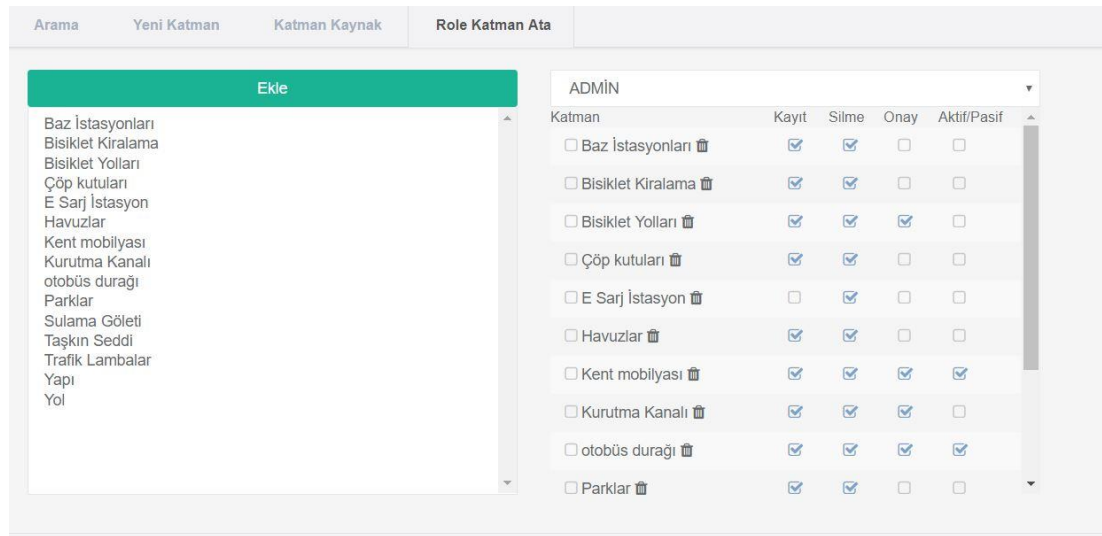 Arama Yeni Katman Katman Kaynak Role Katman Ata
Ekle
Baz İstasyonları
Bisiklet Kiralama
Bisiklet Yolları
Çöp kutuları
E Sarj İstasyon
Havuzlar
Kent mobilyası
Kurutma Kanalı
otobüs durağı
Parklar
Sulama Göleti
Taşkın Seddi
Trafik Lambalar
Yapı
Yol
ADMİN
Katman Kayıt Silme Onay Aktif/Pasif
Baz İstasyonları
Bisiklet Kiralama
Bisiklet Yolları
Çöp kutuları
E Sarj İstasyon
Havuzlar
Kent mobilyası
Kurutma Kanalı
otobüs durağı
Parklar